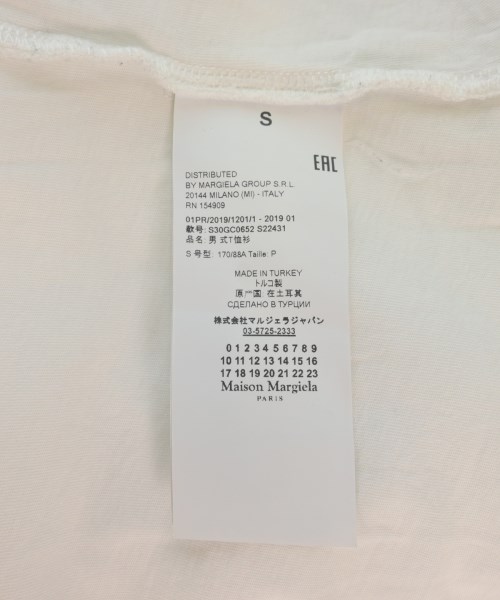 S
EAC
DISTRIBUTED
BY MARGIELA GROUP S.R.L.
20144 MILANO (MI) - ITALY
RN 154909
01PR/2019/1201/1 - 2019 01
款号: S30GC0652 S22431
品名: 男式T恤衫
S 号型: 170/88A Taille: P
MADE IN TURKEY
トルコ製
原产国 在土耳其
СДЕЛАНО В ТУРЦИИ
株式会社マルジェラジャパン
03-5725-2333
0 1 2 3 4 5 6 7 8 9
10 11 12 13 14 15 16
17 18 19 20 21 22 23
Maison Margiela
PARIS